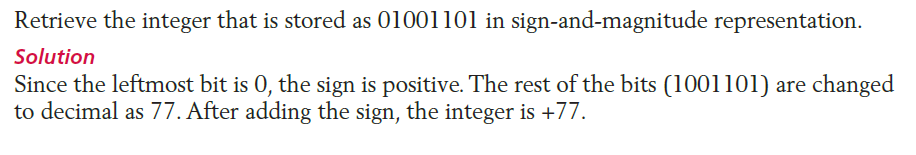 Retrieve the integer that is stored as 01001101 in sign-and-magnitude representation.
Solution
Since the leftmost bit is 0, the sign is positive. The rest of the bits (1001101) are changed
to decimal as 77. After adding the sign, the integer is +77.